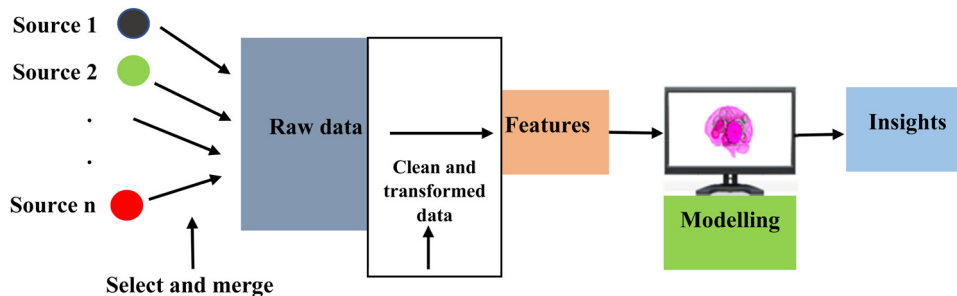 Source 1
Source 2
.
.
Source n
Select and merge
Raw data
Clean and
transformed
data
Features
Modelling
Insights